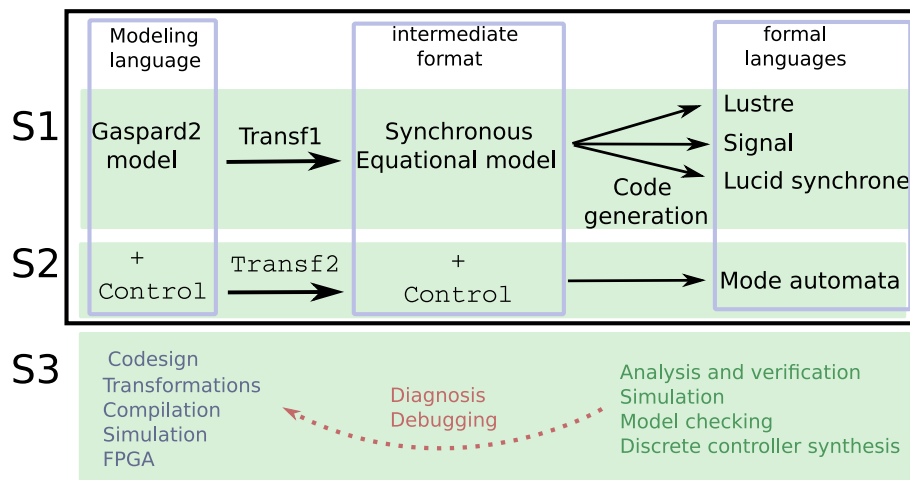 Modeling
language
intermediate
format
formal
languages
S1
Gaspard2
model
Transf1
Synchronous
Equational model
Code
generation
Lustre
Signal
Lucid synchrone
S2
+
Control
Transf2
+
Control
Mode automata
S3
Codesign
Transformations
Compilation
Simulation
FPGA
Diagnosis
Debugging
Analysis and verification
Simulation
Model checking
Discrete controller synthesis